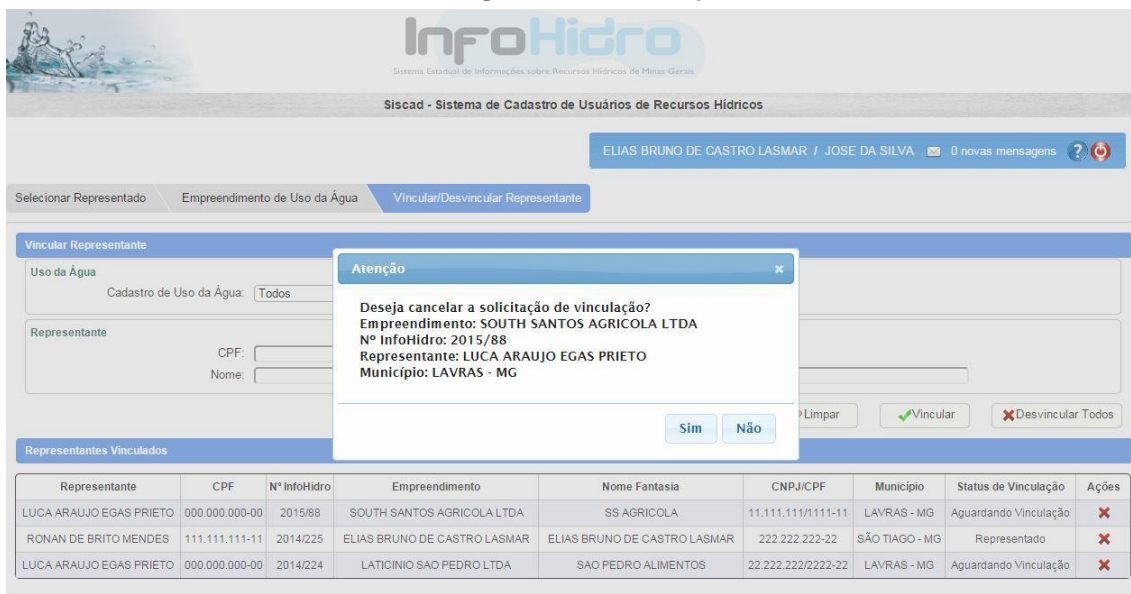 InfoHidro
Sistema Estadual de Informações sobre Recursos Hídricos de Minas Gerais
Siscad - Sistema de Cadastro de Usuários de Recursos Hídricos
ELIAS BRUNO DE CASTRO LASMAR / JOSE DA SILVA 0 novas mensagens ?
Selecionar Representado Empreendimento de Uso da Água Vincular/Desvincular Representante
Vincular Representante
Uso da Água
Cadastro de Uso da Água: Todos
Representante
CPF:
Nome:
Atenção ×
Deseja cancelar a solicitação de vinculação?
Empreendimento: SOUTH SANTOS AGRICOLA LTDA
Nº InfoHidro: 2015/88
Representante: LUCA ARAUJO EGAS PRIETO
Município: LAVRAS - MG
Sim Não
Limpar Vincular Desvincular Todos
Representantes Vinculados
Representante CPF Nº InfoHidro Empreendimento Nome Fantasia CNPJ/CPF Município Status de Vinculação Ações
LUCA ARAUJO EGAS PRIETO 000.000.000-00 2015/88 SOUTH SANTOS AGRICOLA LTDA SS AGRICOLA 11.111.111/1111-11 LAVRAS - MG Aguardando Vinculação
RONAN DE BRITO MENDES 111.111.111-11 2014/225 ELIAS BRUNO DE CASTRO LASMAR ELIAS BRUNO DE CASTRO LASMAR 222.222.222-22 SÃO TIAGO - MG Representado
LUCA ARAUJO EGAS PRIETO 000.000.000-00 2014/224 LATICINIO SAO PEDRO LTDA SAO PEDRO ALIMENTOS 22.222.222/2222-22 LAVRAS - MG Aguardando Vinculação